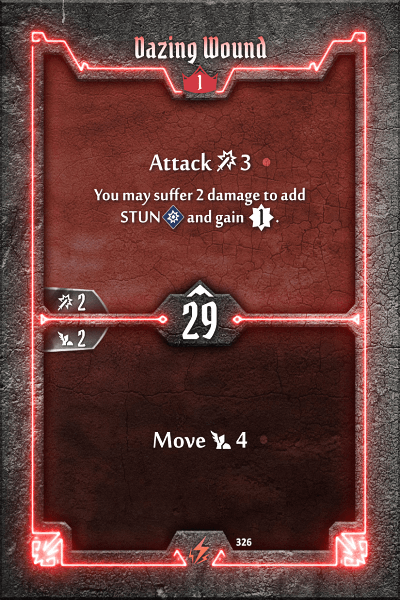 Dazing Wound
1
Attack 3
You may suffer 2 damage to add
STUN and gain 1.
2
29
2
Move 4
326